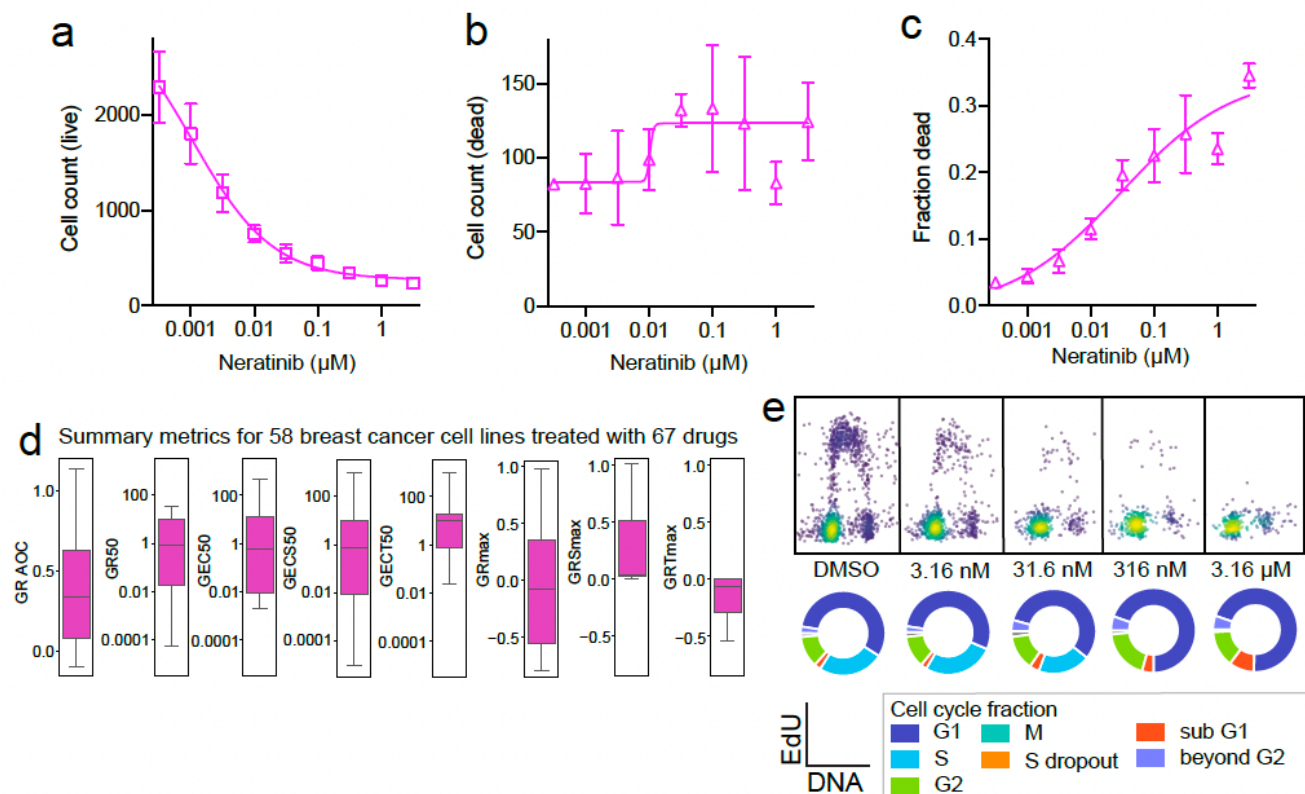 a
Cell count (live)
2000
1000
0
0.001
0.01
0.1
1
Neratinib (µM)
b
Cell count (dead)
150
100
50
0
0.001
0.01
0.1
1
Neratinib (µM)
c
Fraction dead
0.4
0.3
0.2
0.1
0.0
0.001
0.01
0.1
1
Neratinib (µM)
d
Summary metrics for 58 breast cancer cell lines treated with 67 drugs
GR AOC
1.0
0.5
0.0
GR50
100
1
0.01
0.0001
GEC50
100
1
0.01
0.0001
GECS50
100
1
0.01
0.0001
GECT50
100
1
0.01
0.0001
GRmax
1.0
0.5
0.0
−0.5
GRSmax
1.0
0.5
0.0
−0.5
GRTmax
1.0
0.5
0.0
−0.5
e
DMSO
3.16 nM
31.6 nM
316 nM
3.16 µM
EdU
DNA
Cell cycle fraction
G1
S
G2
M
S dropout
sub G1
beyond G2